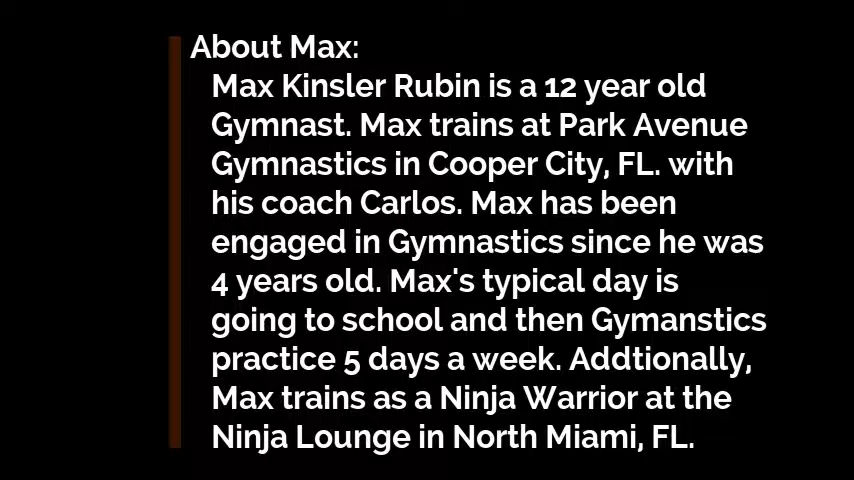 About Max:
Max Kinsler Rubin is a 12 year old
Gymnast. Max trains at Park Avenue
Gymnastics in Cooper City, FL. with
his coach Carlos. Max has been
engaged in Gymnastics since he was
4 years old. Max's typical day is
going to school and then Gymanstics
practice 5 days a week. Addtionally,
Max trains as a Ninja Warrior at the
Ninja Lounge in North Miami, FL.